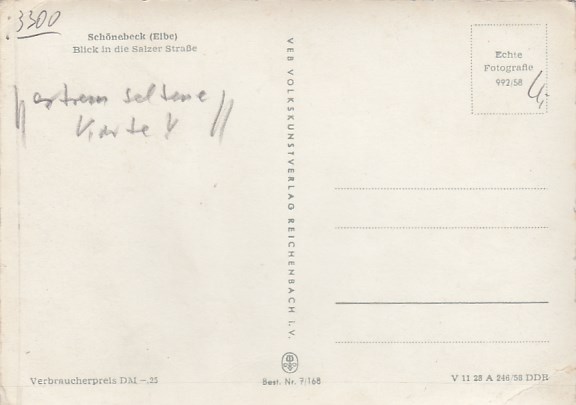 3300
Schönebeck (Elbe)
Blick in die Salzer Straße
extrem seltene
Karte!
VEB VOLKSKUNSTVERLAG REICHENBACH I. V.
Echte
Fotografie
992/58
Verbraucherpreis DM –.25
Best. Nr. 7/168
V 11 28 A 246/58 DDR